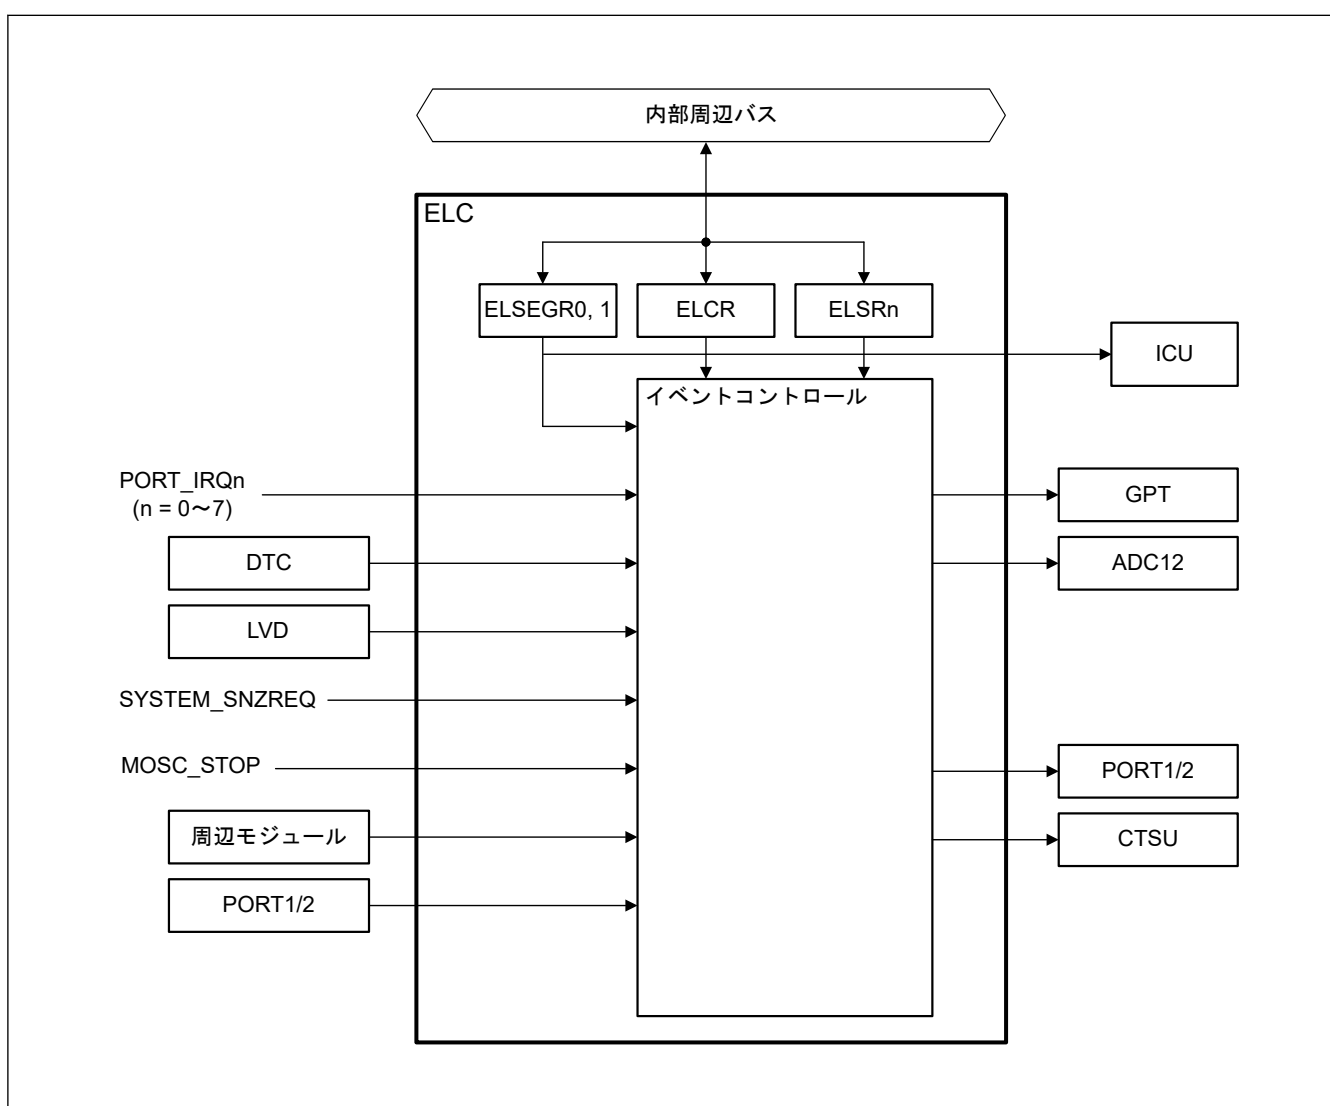 内部周辺バス
ELC
ELSEGR0, 1
ELCR
ELSRn
ICU
イベントコントロール
PORT_IRQn
(n = 0～7)
GPT
DTC
ADC12
LVD
SYSTEM_SNZREQ
MOSC_STOP
PORT1/2
周辺モジュール
CTSU
PORT1/2